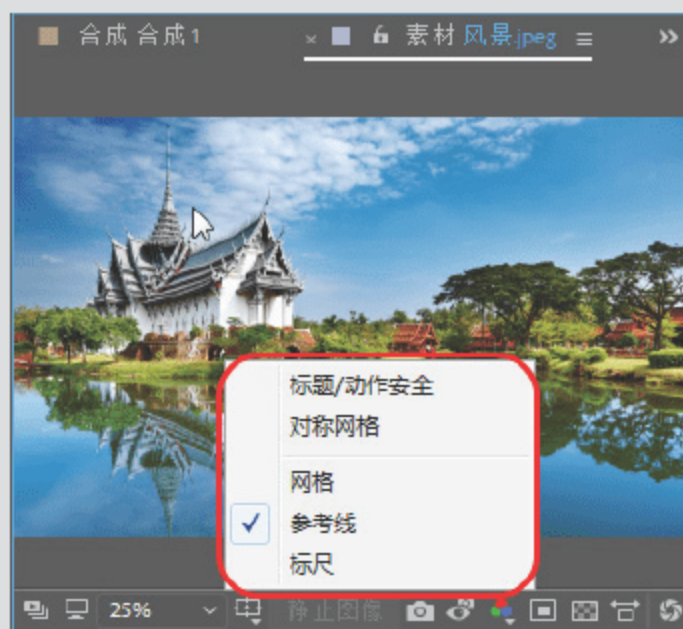 合成 合成1
× 素材 风景.jpeg ≡ »
标题/动作安全
对称网格
网格
✓ 参考线
标尺
25% 静止图像